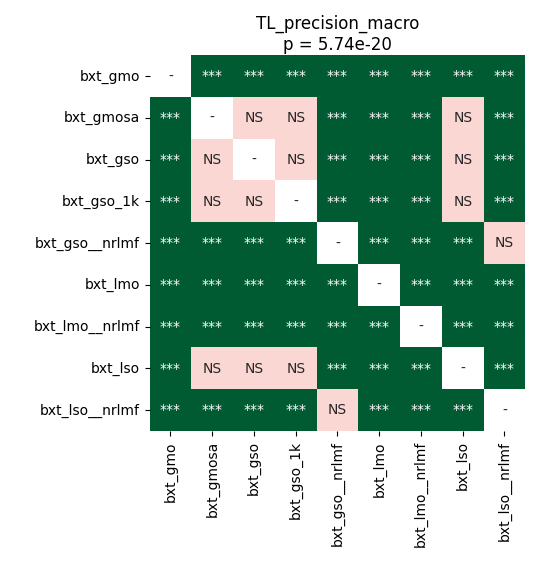 TL_precision_macro
p = 5.74e-20
bxt_gmo - *** *** *** *** *** *** *** ***
bxt_gmosa *** - NS NS *** *** *** NS ***
bxt_gso *** NS - NS *** *** *** NS ***
bxt_gso_1k *** NS NS - *** *** *** NS ***
bxt_gso__nrlmf *** *** *** *** - *** *** *** NS
bxt_lmo *** *** *** *** *** - *** *** ***
bxt_lmo__nrlmf *** *** *** *** *** *** - *** ***
bxt_lso *** NS NS NS *** *** *** - ***
bxt_lso__nrlmf *** *** *** *** NS *** *** *** -
bxt_gmo
bxt_gmosa
bxt_gso
bxt_gso_1k
bxt_gso__nrlmf
bxt_lmo
bxt_lmo__nrlmf
bxt_lso
bxt_lso__nrlmf